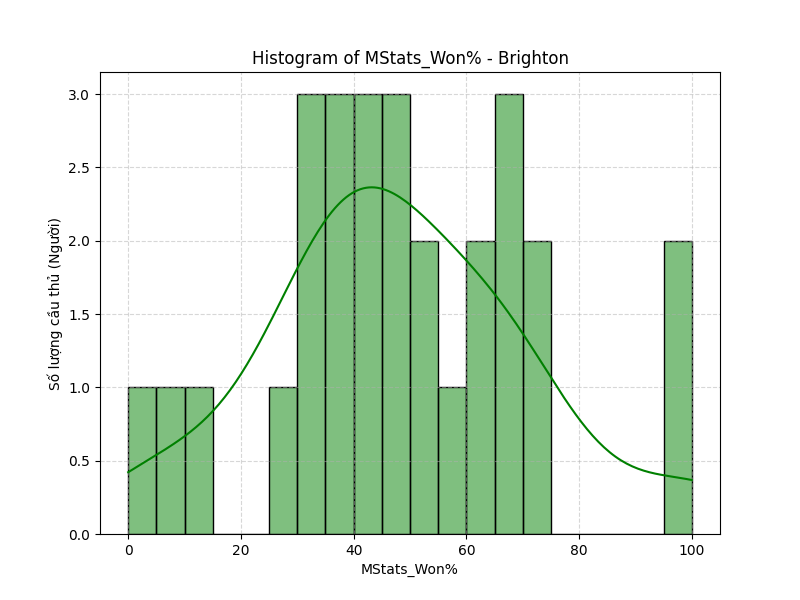 Histogram of MStats_Won% - Brighton
Số lượng cầu thủ (Người)
3.0
2.5
2.0
1.5
1.0
0.5
0.0
0 20 40 60 80 100
MStats_Won%